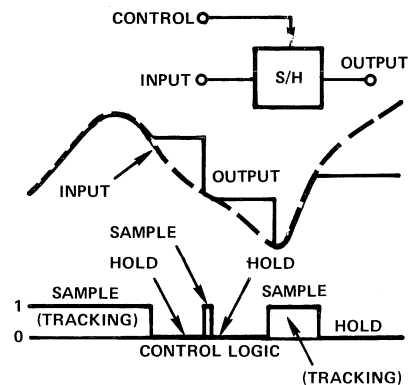 CONTROL
INPUT
S/H
OUTPUT
INPUT
OUTPUT
SAMPLE
HOLD
HOLD
1
SAMPLE
(TRACKING)
SAMPLE
0
CONTROL LOGIC
HOLD
(TRACKING)